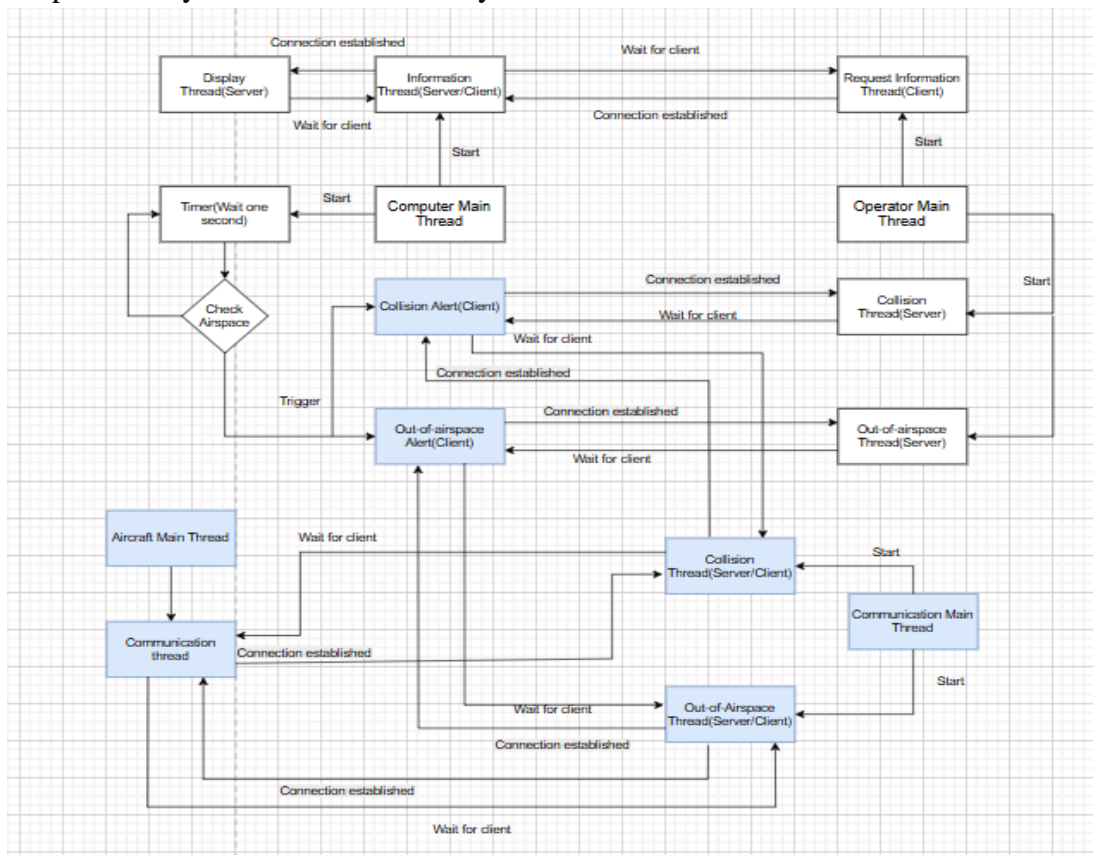 Connection established
Wait for client
Display
Thread(Server)
Information
Thread(Server/Client)
Request Information
Thread(Client)
Wait for client
Connection established
Start
Start
Timer(Wait one
second)
Start
Computer Main
Thread
Operator Main
Thread
Connection established
Start
Check
Airspace
Collision Alert(Client)
Collision
Thread(Server)
Wait for client
Wait for client
Connection established
Trigger
Connection established
Out-of-airspace
Alert(Client)
Out-of-airspace
Thread(Server)
Wait for client
Aircraft Main Thread
Wait for client
Collision
Thread(Server/Client)
Start
Communication Main
Thread
Communication
thread
Connection established
Start
Out-of-Airspace
Thread(Server/Client)
Wait for client
Connection established
Connection established
Wait for client